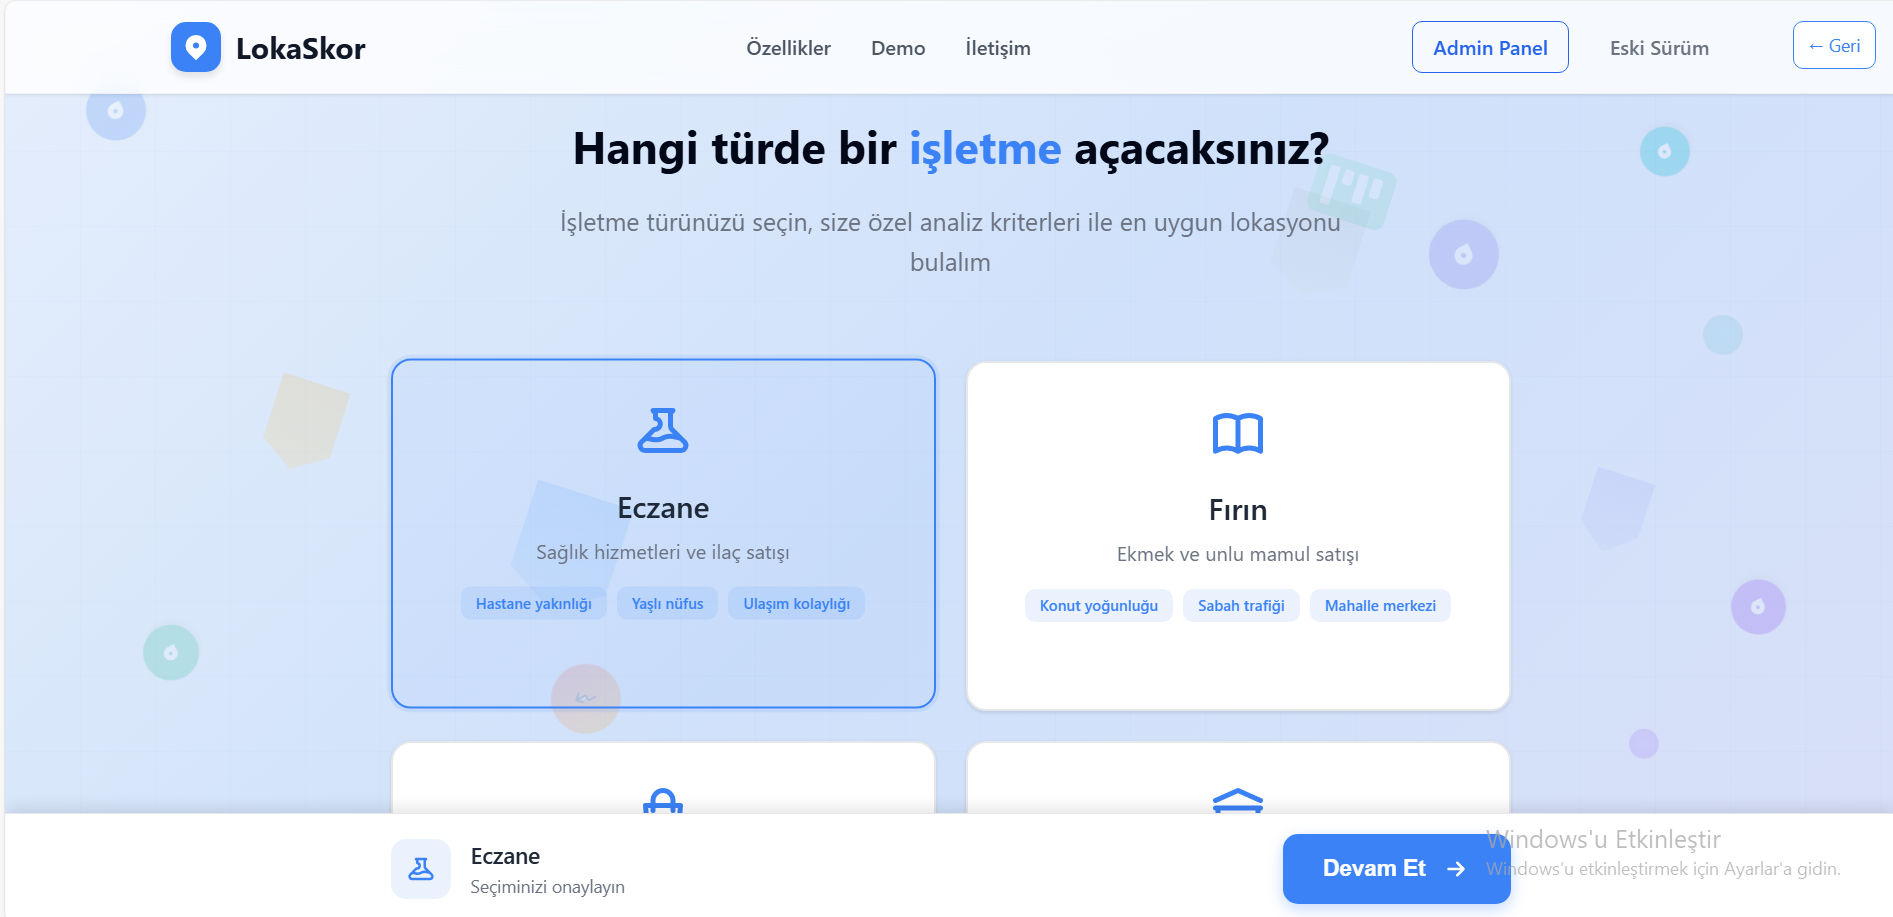 LokaSkor
Özellikler
Demo
İletişim
Admin Panel
Eski Sürüm
← Geri
Hangi türde bir işletme açacaksınız?
İşletme türünüzü seçin, size özel analiz kriterleri ile en uygun lokasyonu
bulalım
Eczane
Sağlık hizmetleri ve ilaç satışı
Hastane yakınlığı
Yaşlı nüfus
Ulaşım kolaylığı
Fırın
Ekmek ve unlu mamul satışı
Konut yoğunluğu
Sabah trafiği
Mahalle merkezi
Eczane
Seçiminizi onaylayın
Devam Et →
Windows'u Etkinleştir
Windows'u etkinleştirmek için Ayarlar'a gidin.